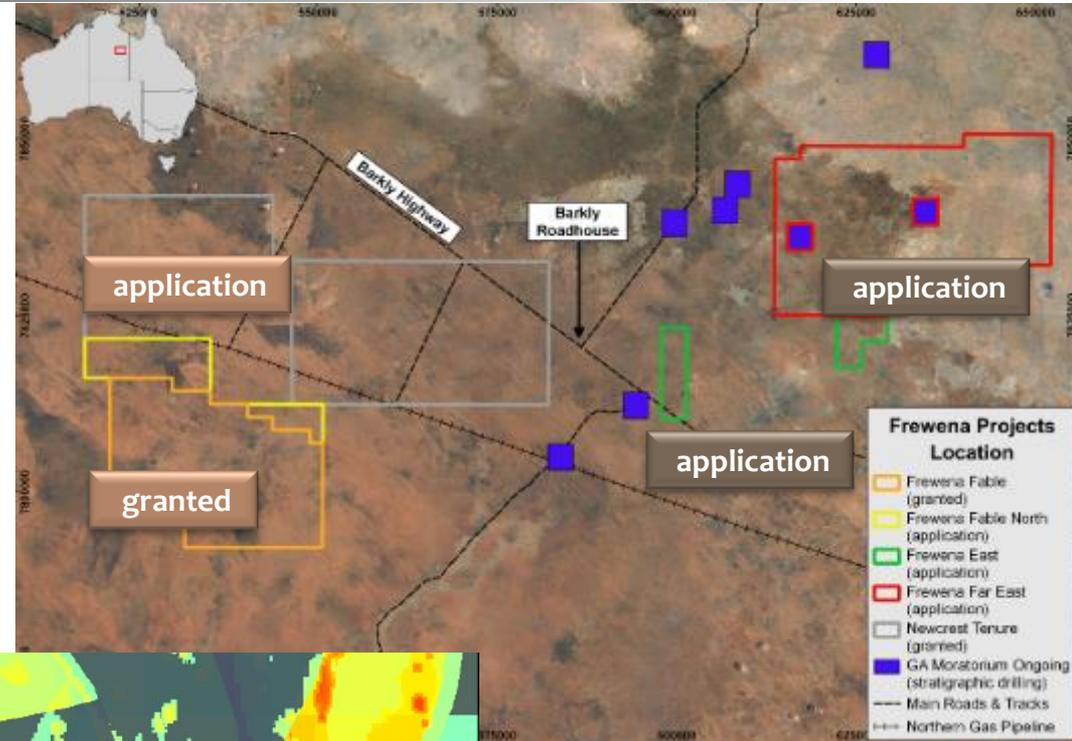 550000
575000
600000
625000
650000
Barkly Highway
Barkly
Roadhouse
application
application
application
granted
Frewena Projects
Location
Frewena Fable
(granted)
Frewena Fable North
(application)
Frewena East
(application)
Frewena Far East
(application)
Newcrest Tenure
(granted)
GA Moratorium Ongoing
(stratigraphic drilling)
Main Roads & Tracks
Northern Gas Pipeline
575000
600000